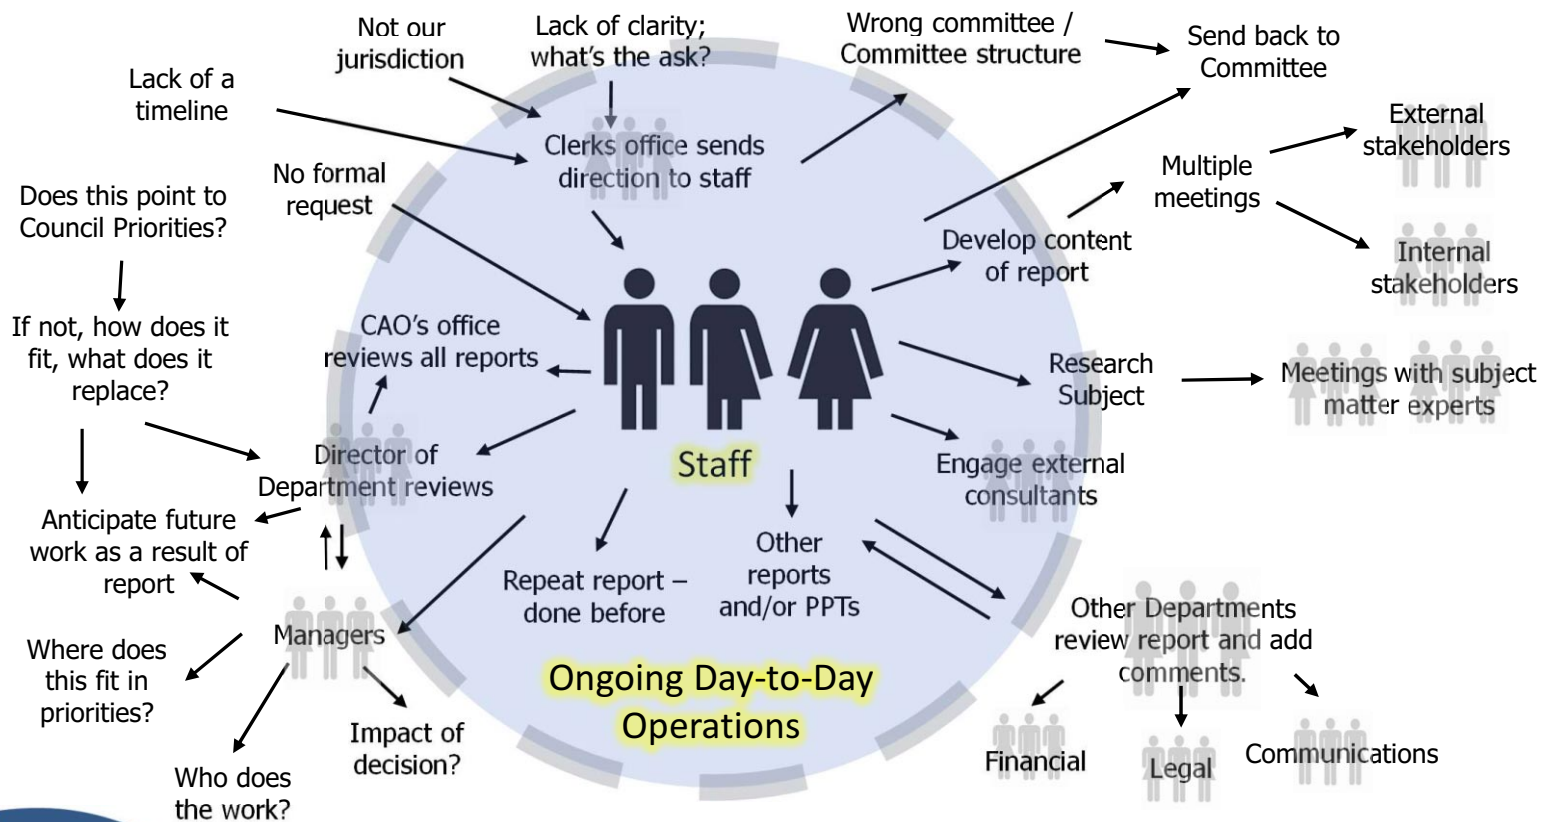 Not our
jurisdiction
Lack of clarity;
what's the ask?
Wrong committee /
Committee structure
Send back to
Committee
Lack of a
timeline
External
stakeholders
Clerks office sends
direction to staff
Multiple
meetings
No formal
request
Does this point to
Council Priorities?
Develop content
of report
Internal
stakeholders
If not, how does it
fit, what does it
replace?
CAO's office
reviews all reports
Research
Subject
Meetings with subject
matter experts
Director of
Department reviews
Staff
Engage external
consultants
Anticipate future
work as a result of
report
Repeat report –
done before
Other
reports
and/or PPTs
Other Departments
review report and add
comments.
Managers
Where does
this fit in
priorities?
Ongoing Day-to-Day
Operations
Impact of
decision?
Who does
the work?
Financial
Legal
Communications